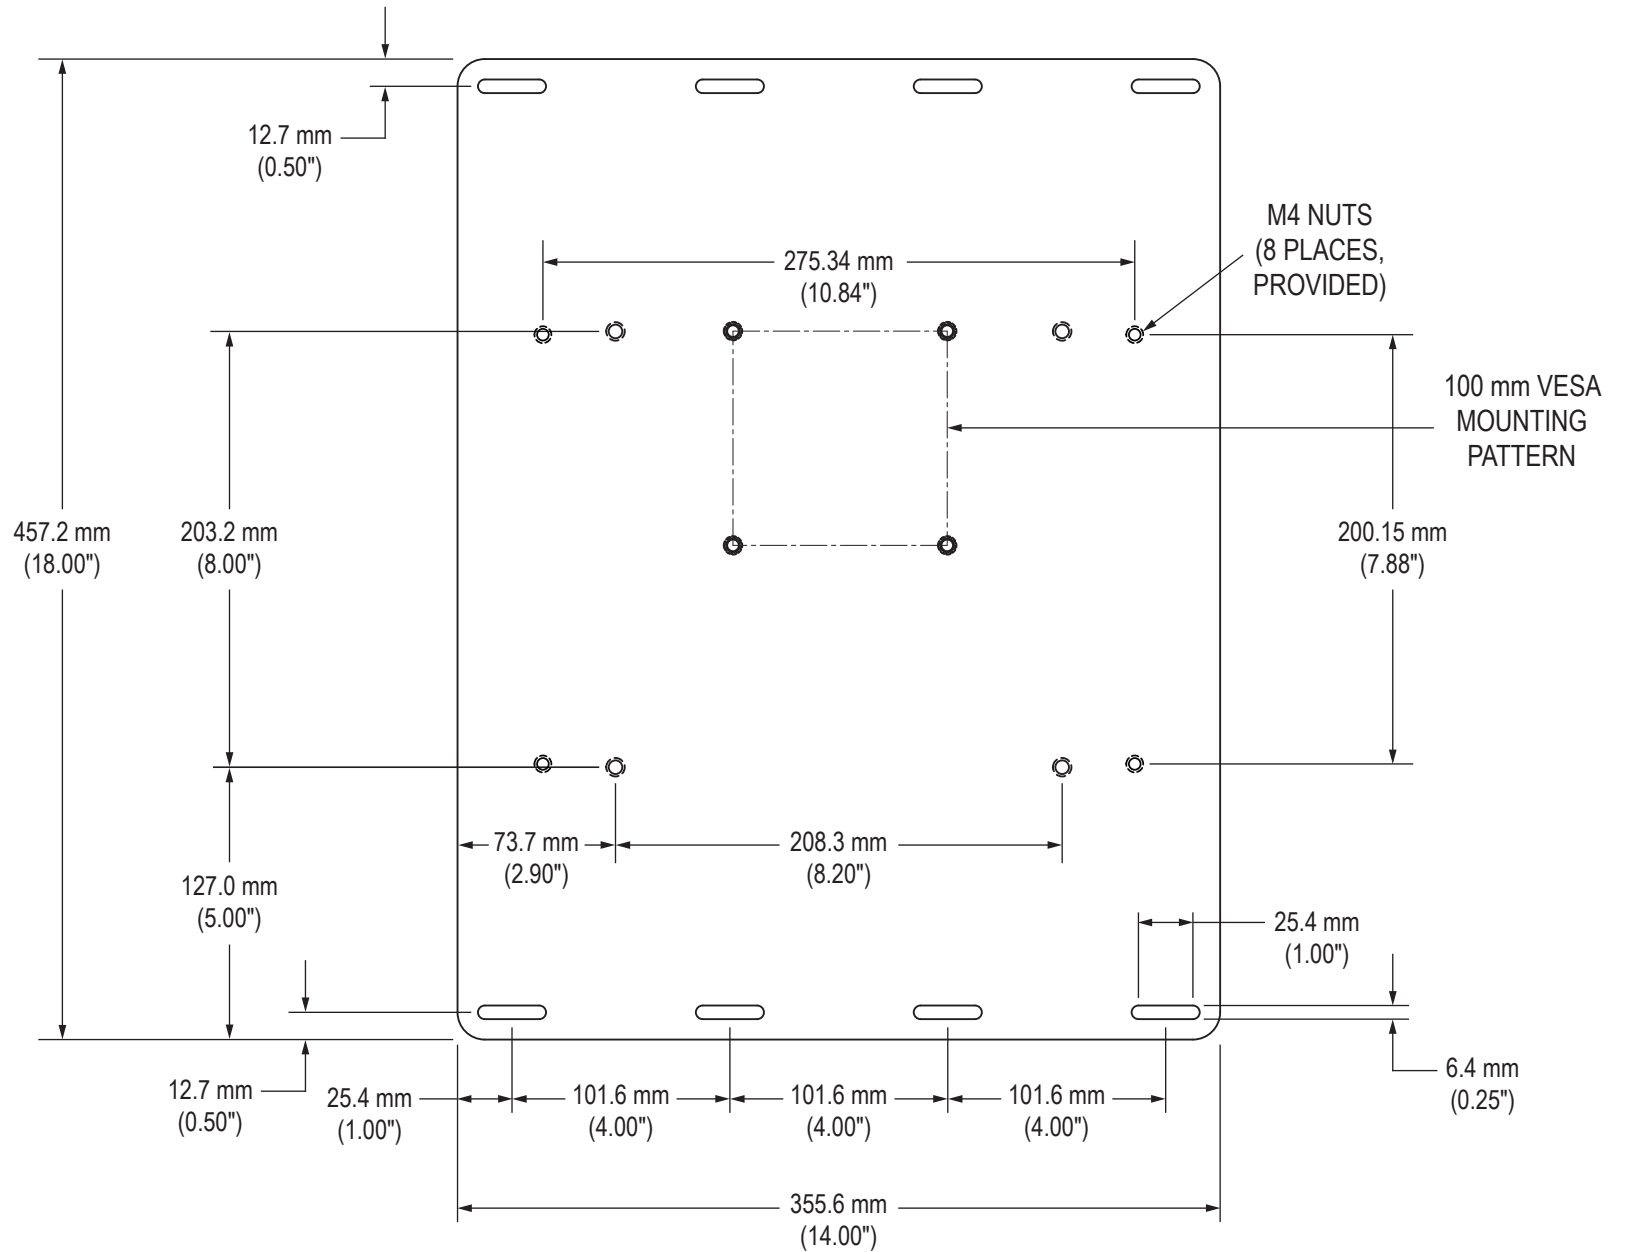 12.7 mm
(0.50")
M4 NUTS
(8 PLACES,
PROVIDED)
275.34 mm
(10.84")
100 mm VESA
MOUNTING
PATTERN
457.2 mm
(18.00")
203.2 mm
(8.00")
200.15 mm
(7.88")
73.7 mm
(2.90")
208.3 mm
(8.20")
127.0 mm
(5.00")
25.4 mm
(1.00")
6.4 mm
(0.25")
12.7 mm
(0.50")
25.4 mm
(1.00")
101.6 mm
(4.00")
101.6 mm
(4.00")
101.6 mm
(4.00")
355.6 mm
(14.00")